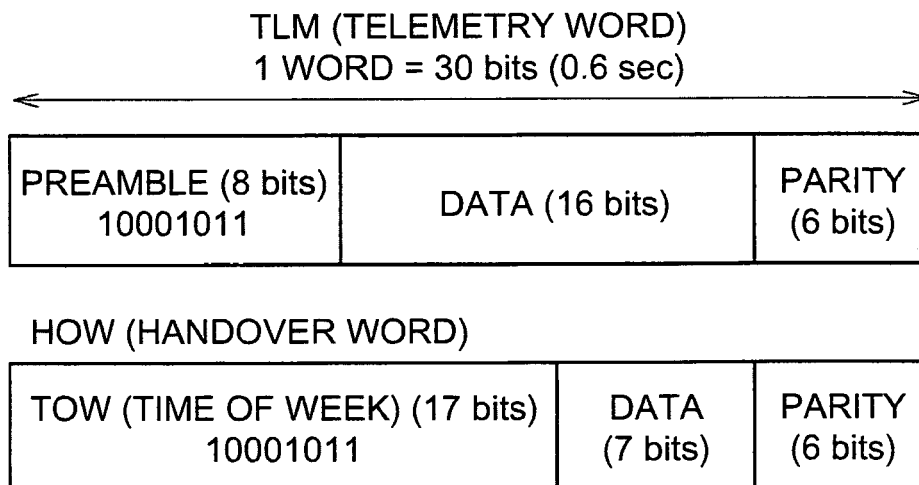 TLM (TELEMETRY WORD)
1 WORD = 30 bits (0.6 sec)
PREAMBLE (8 bits)
10001011
DATA (16 bits)
PARITY
(6 bits)
HOW (HANDOVER WORD)
TOW (TIME OF WEEK) (17 bits)
10001011
DATA
(7 bits)
PARITY
(6 bits)